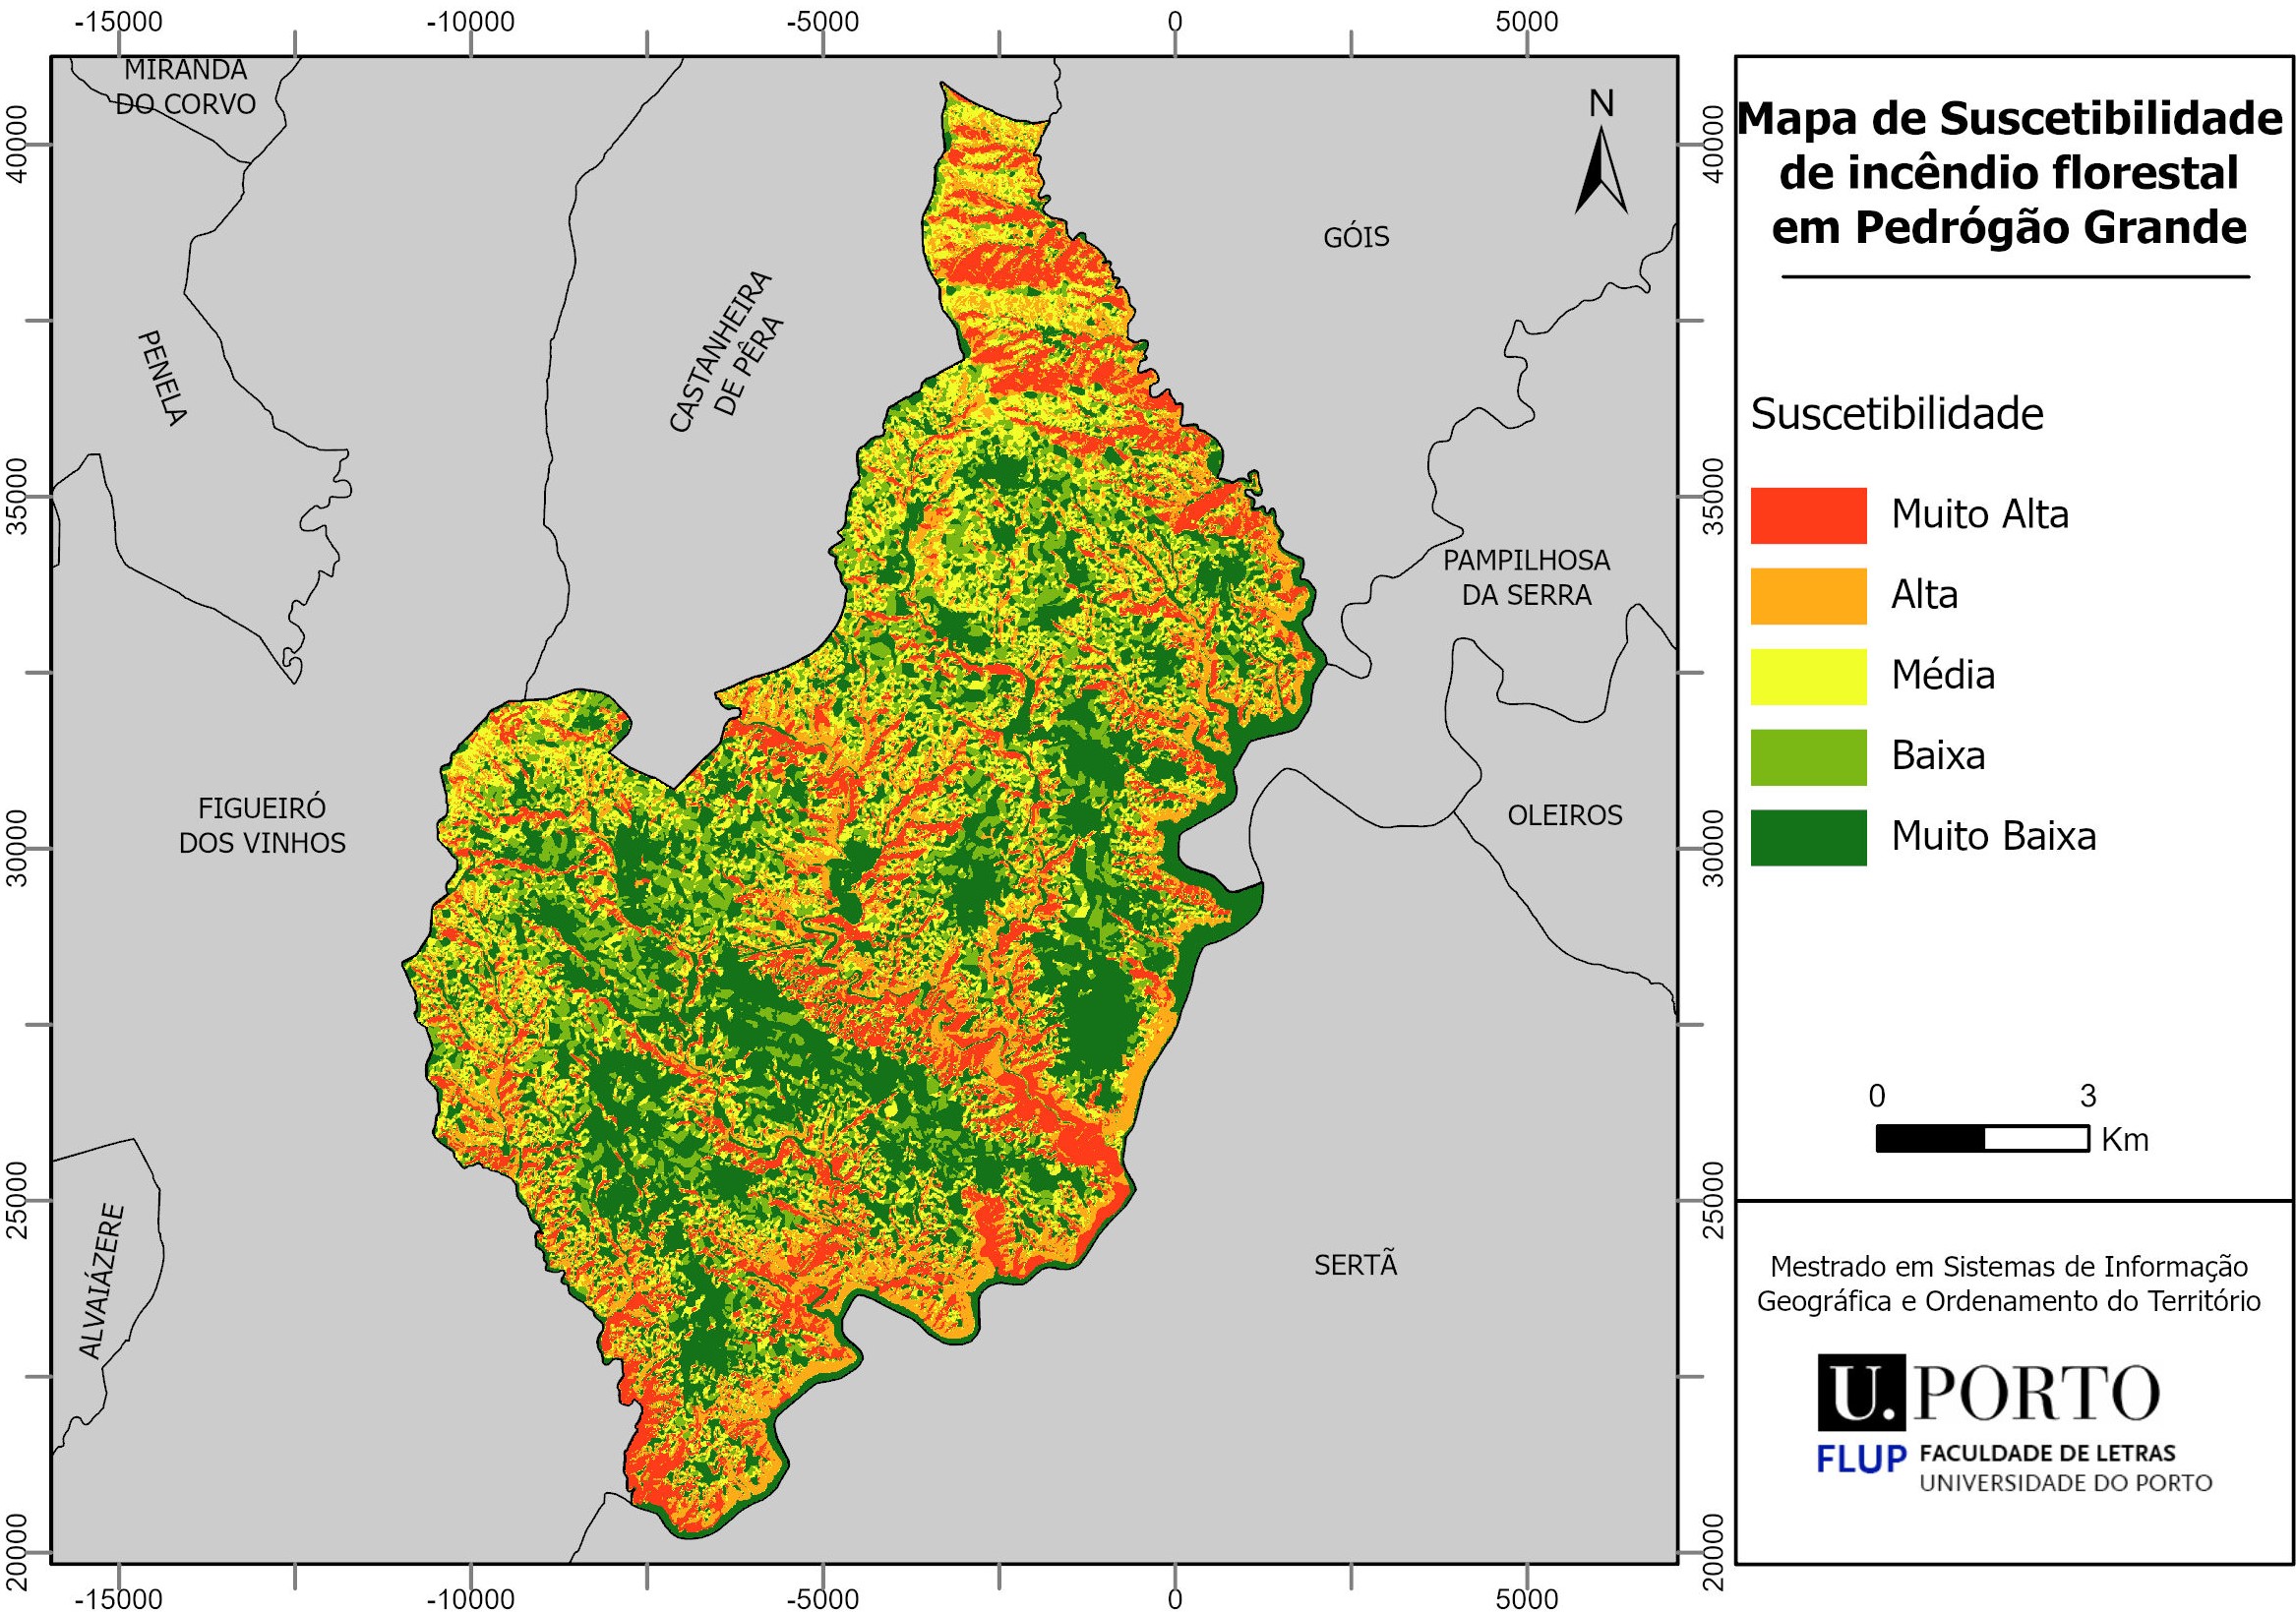 -15000
-10000
-5000
0
5000
40000
35000
30000
25000
20000
MIRANDA
DO CORVO
PENELA
CASTANHEIRA
DE PÊRA
GÓIS
N
PAMPILHOSA
DA SERRA
FIGUEIRÓ
DOS VINHOS
OLEIROS
ALVAIÁZERE
SERTÃ
40000
35000
30000
25000
20000
-15000
-10000
-5000
0
5000
Mapa de Suscetibilidade
de incêndio florestal
em Pedrógão Grande
Suscetibilidade
Muito Alta
Alta
Média
Baixa
Muito Baixa
0 3
Km
Mestrado em Sistemas de Informação
Geográfica e Ordenamento do Território
U. PORTO
FLUP FACULDADE DE LETRAS
UNIVERSIDADE DO PORTO